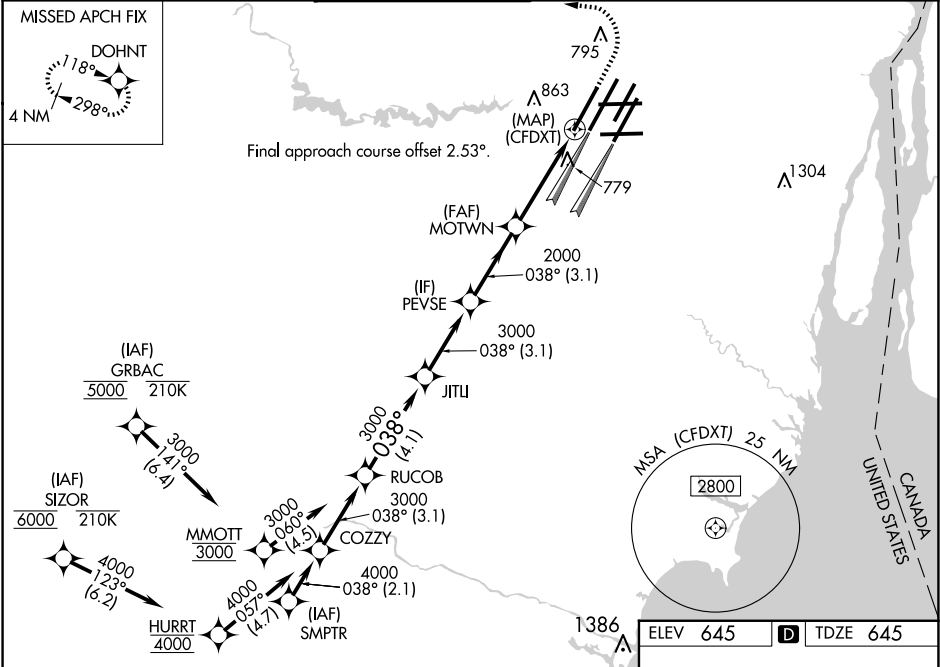 MISSED APCH FIX
DOHNT
118°
298°
4 NM
795
863
(MAP)
(CFDXT)
Final approach course offset 2.53°.
779
1304
(FAF)
MOTWN
2000
038° (3.1)
(IF)
PEVSE
3000
038° (3.1)
JITLI
(IAF)
GRBAC
5000 210K
3000
141°
(6.4)
3000
038°
(4.1)
RUCOB
(IAF)
SIZOR
6000 210K
4000
123°
(6.2)
MMOTT
3000
3000
060°
(4.5)
3000
038° (3.1)
COZZY
4000
038° (2.1)
HURRT
4000
4000
057°
(4.7)
(IAF)
SMPTR
MSA (CFDXT) 25 NM
2800
CANADA
UNITED STATES
1386
ELEV 645 D TDZE 645